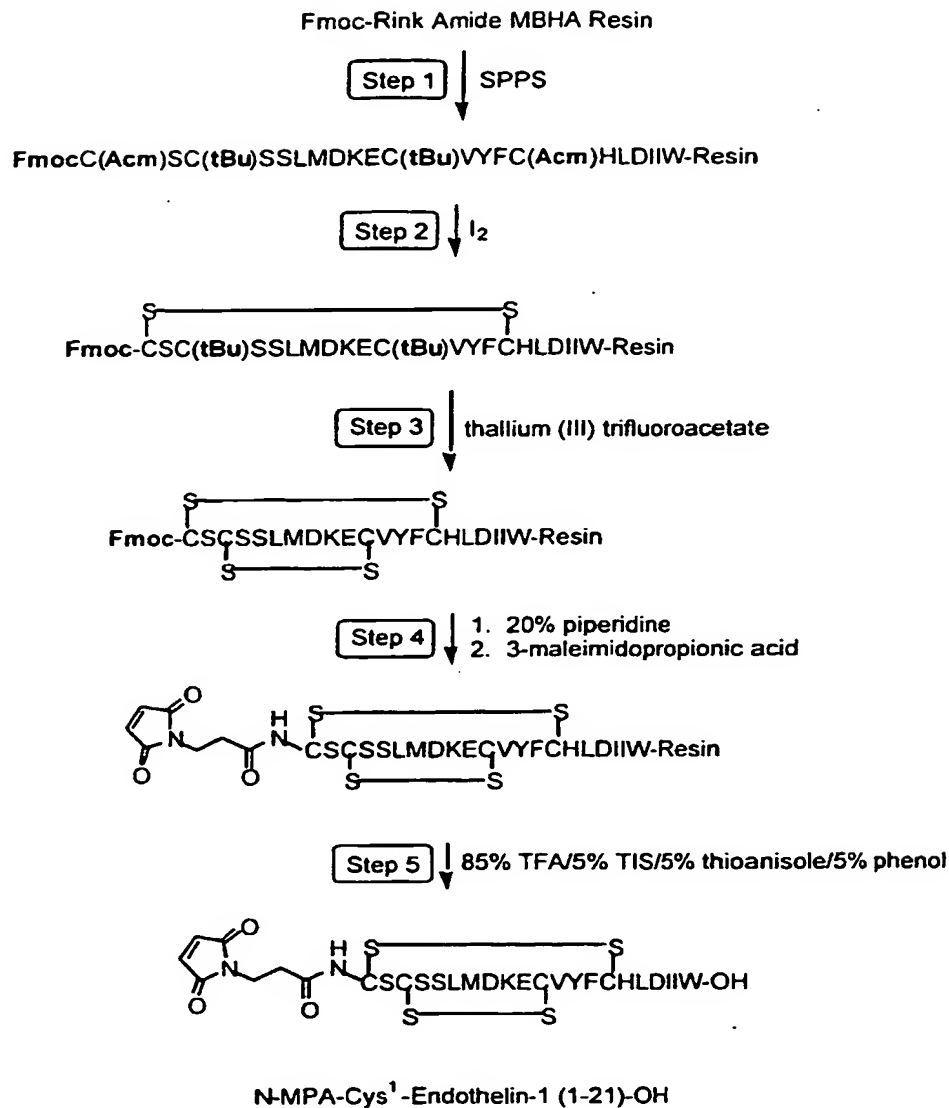 Fmoc-Rink Amide MBHA Resin
Step 1 SPPS
FmocC(Acm)SC(tBu)SSLMDKEC(tBu)VYFC(Acm)HLDIIW-Resin
Step 2 I2
S S
Fmoc-CSC(tBu)SSLMDKEC(tBu)VYFCHLDIIW-Resin
Step 3 thallium (III) trifluoroacetate
S S
Fmoc-CSCSSLMDKECVYFCHLDIIW-Resin
S S
Step 4 1. 20% piperidine
2. 3-maleimidopropionic acid
O H S S
N N CSCSSLMDKECVYFCHLDIIW-Resin
O O S S
Step 5 85% TFA/5% TIS/5% thioanisole/5% phenol
O H S S
N N CSCSSLMDKECVYFCHLDIIW-OH
O O S S
N-MPA-Cys1-Endothelin-1 (1-21)-OH